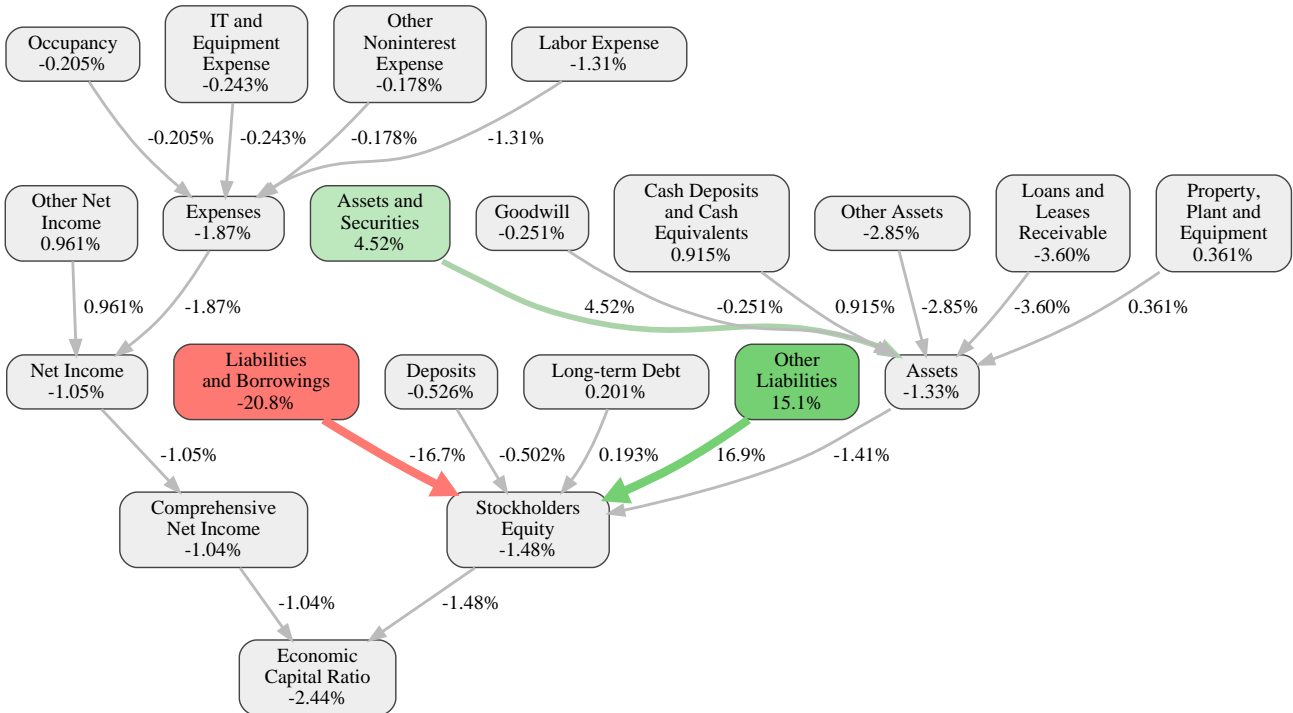 Occupancy
-0.205%
IT and
Equipment
Expense
-0.243%
Other
Noninterest
Expense
-0.178%
Labor Expense
-1.31%
-0.205%
-0.243%
-0.178%
-1.31%
Other Net
Income
0.961%
Expenses
-1.87%
Assets and
Securities
4.52%
Goodwill
-0.251%
Cash Deposits
and Cash
Equivalents
0.915%
Other Assets
-2.85%
Loans and
Leases
Receivable
-3.60%
Property,
Plant and
Equipment
0.361%
0.961%
-1.87%
4.52%
-0.251%
0.915%
-2.85%
-3.60%
0.361%
Net Income
-1.05%
Liabilities
and Borrowings
-20.8%
Deposits
-0.526%
Long-term Debt
0.201%
Other
Liabilities
15.1%
Assets
-1.33%
-1.05%
-16.7%
-0.502%
0.193%
16.9%
-1.41%
Comprehensive
Net Income
-1.04%
Stockholders
Equity
-1.48%
-1.04%
-1.48%
Economic
Capital Ratio
-2.44%